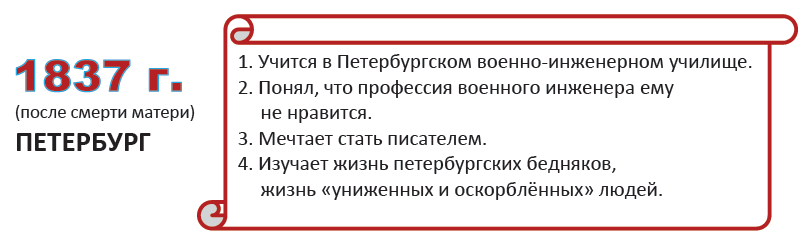 1837 г.
(после смерти матери)
ПЕТЕРБУРГ
1. Учится в Петербургском военно-инженерном училище.
2. Понял, что профессия военного инженера ему
не нравится.
3. Мечтает стать писателем.
4. Изучает жизнь петербургских бедняков,
жизнь «униженных и оскорблённых» людей.